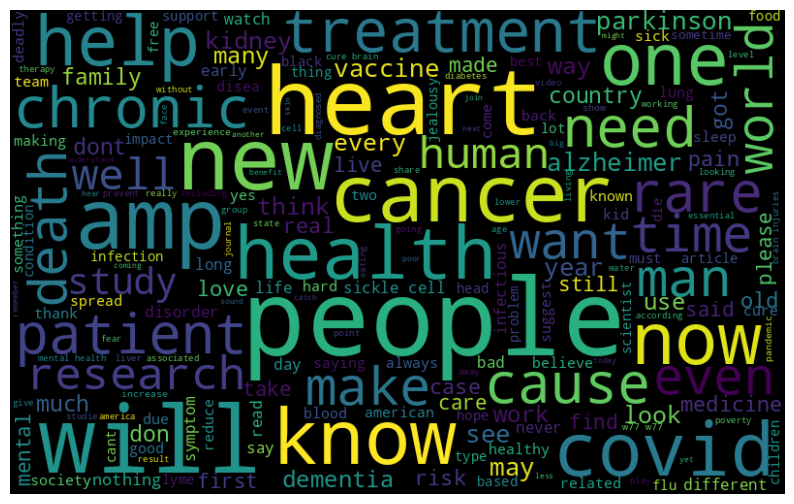 deadly getting support watch help treatment parkinson food
free kidney sick sometime
many black one world
team family early disea thing vaccine made best way level
therapy without cure brain might
chronic heart diabetes video country got lung
making face event skin diagnosed join jealousy back lot need
experience another cell next show working
dont impact every come big sleep
understand human alzheimer pain looking
death well hear prevent really including live
new yes benefit share two cancer living lower known rare
something condition amp group think kid die
infection state going age want time essential brain injuries
journal real must article please
coming long health poor year
study love life hard sickle cell head infectious problem suggest still man water
spread eating use old cure
remember thank disorder sound catch people scientist said according
fear day saying always bad believe today pandemic
patient point now
mental health liver associated
research take make case away cause even
give increase care
much studie america american hope work find look medicine
mental due cant don symptom reduce read blood never see
will good know type healthy covid poverty children
society nothing result say based less may related yet
lyme first dementia risk play flu different w77 w77